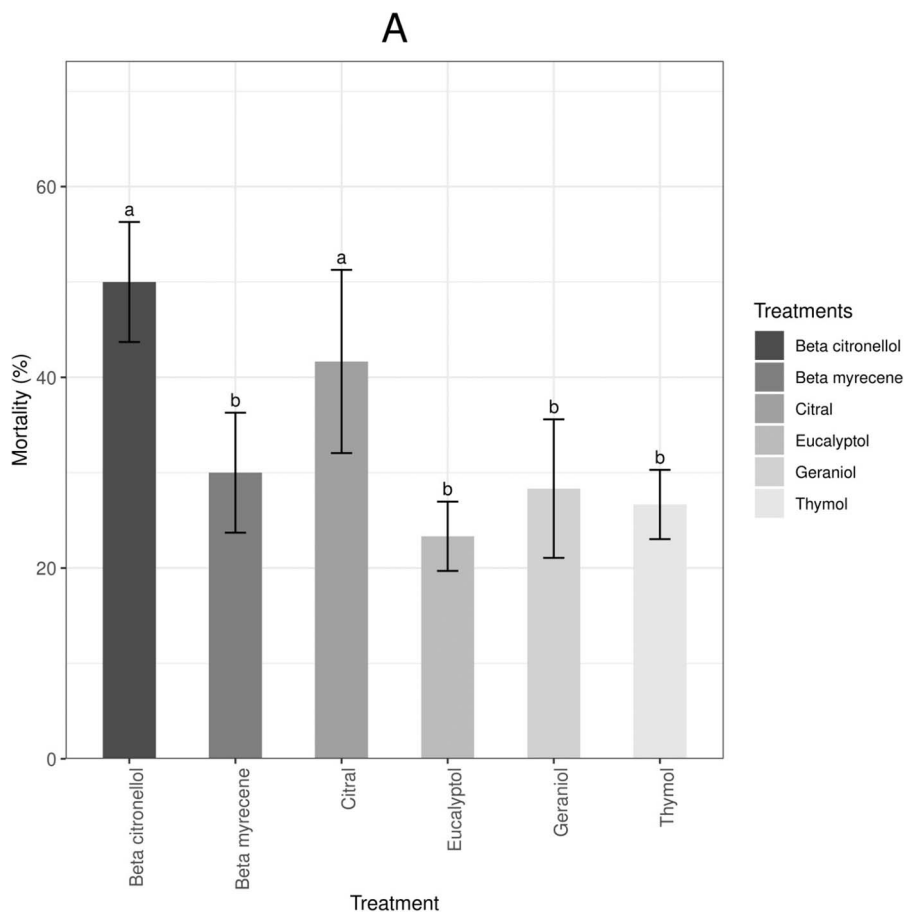 A
Mortality (%)
60
40
20
0
a
b
a
b
b
b
Beta citronellol
Beta myrecene
Citral
Eucalyptol
Geraniol
Thymol
Treatment
Treatments
Beta citronellol
Beta myrecene
Citral
Eucalyptol
Geraniol
Thymol